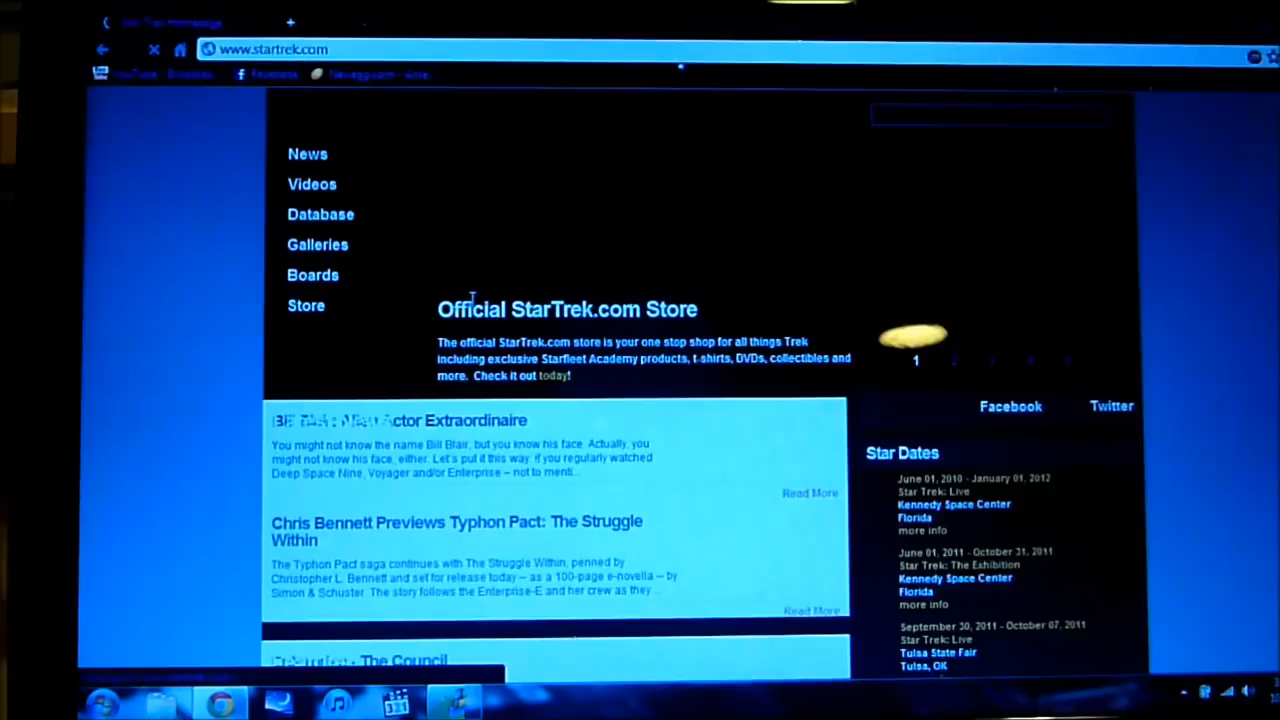 www.startrek.com
Facebook
News
Videos
Database
Galleries
Boards
Store
Official StarTrek.com Store
The official StarTrek.com store is your one stop shop for all things Trek
including exclusive Starfleet Academy products, t-shirts, DVDs, collectibles and
more. Check it out today!
1 2 3 4 5
Actor Extraordinaire
You might not know the name Bill Blair, but you know his face. Actually, you
might not know his face, either. Let's put it this way: if you regularly watched
Deep Space Nine, Voyager and/or Enterprise – not to menti...
Read More
Chris Bennett Previews Typhon Pact: The Struggle
Within
The Typhon Pact saga continues with The Struggle Within, penned by
Christopher L. Bennett and set for release today – as a 100-page e-novella – by
Simon & Schuster. The story follows the Enterprise-E and her crew as they ...
Read More
- The Council
Facebook Twitter
Star Dates
June 01, 2010 - January 01, 2012
Star Trek: Live
Kennedy Space Center
Florida
more info
June 01, 2011 - October 31, 2011
Star Trek: The Exhibition
Kennedy Space Center
Florida
more info
September 30, 2011 - October 07, 2011
Star Trek: Live
Tulsa State Fair
Tulsa, OK
321